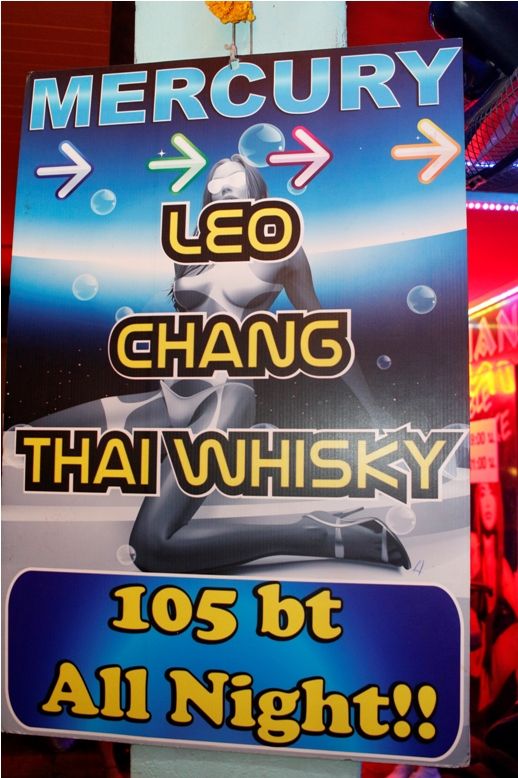 MERCURY
LEO
CHANG
THAI WHISKY
105 bt
All Night!!